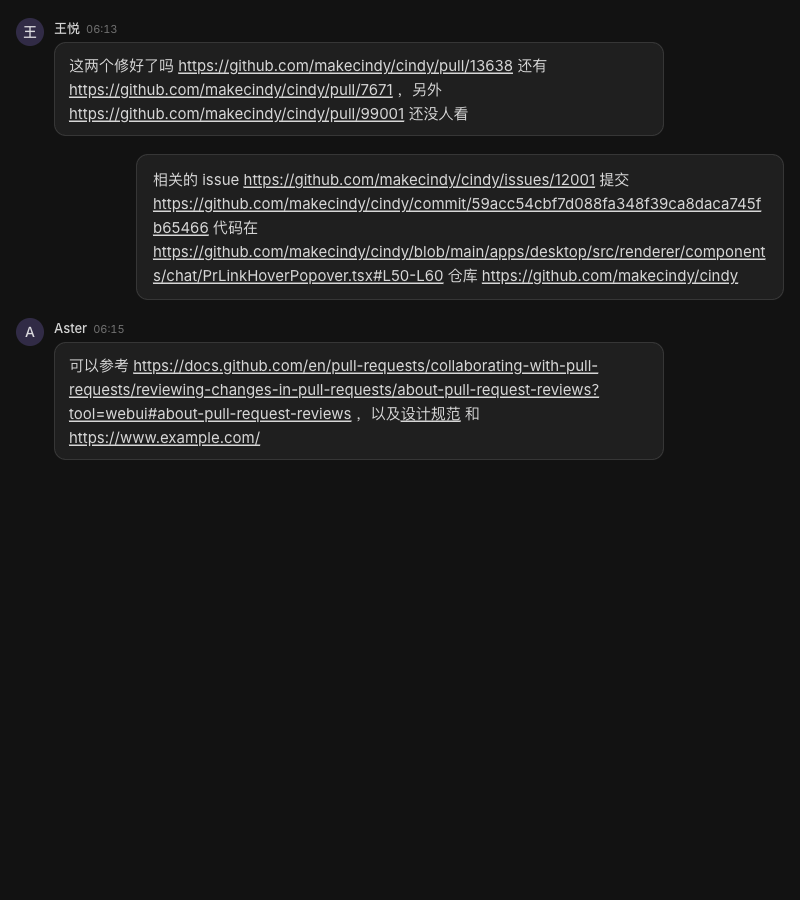 王
王悦 06:13
这两个修好了吗 https://github.com/makecindy/cindy/pull/13638 还有
https://github.com/makecindy/cindy/pull/7671 ，另外
https://github.com/makecindy/cindy/pull/99001 还没人看
相关的 issue https://github.com/makecindy/cindy/issues/12001 提交
https://github.com/makecindy/cindy/commit/59acc54cbf7d088fa348f39ca8daca745f
b65466 代码在
https://github.com/makecindy/cindy/blob/main/apps/desktop/src/renderer/component
s/chat/PrLinkHoverPopover.tsx#L50-L60 仓库 https://github.com/makecindy/cindy
A
Aster 06:15
可以参考 https://docs.github.com/en/pull-requests/collaborating-with-pull-
requests/reviewing-changes-in-pull-requests/about-pull-request-reviews?
tool=webui#about-pull-request-reviews ，以及设计规范 和
https://www.example.com/